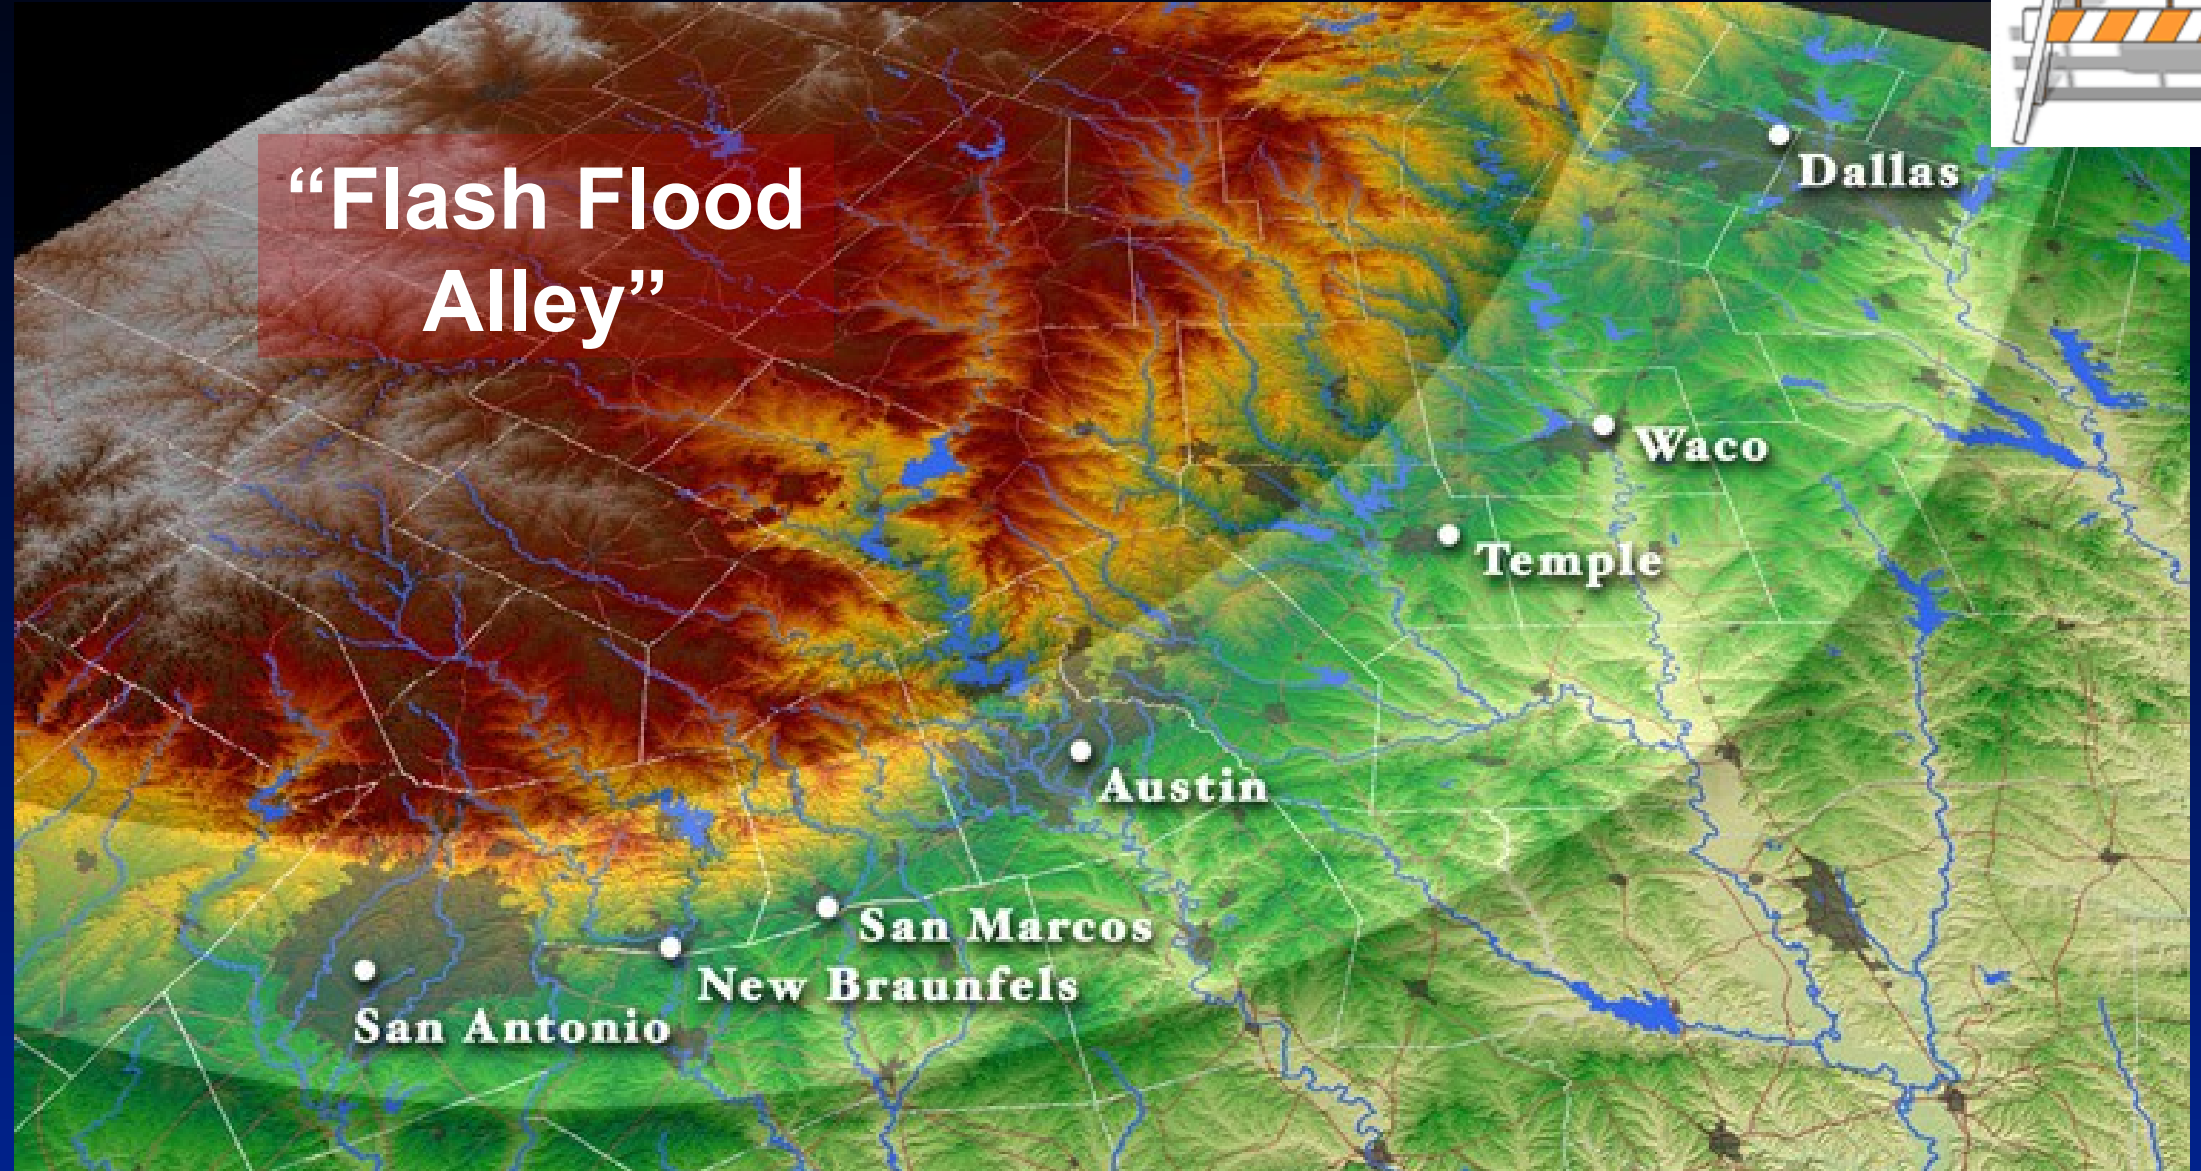 “Flash Flood
Alley”
Dallas
Waco
Temple
Austin
San Marcos
New Braunfels
San Antonio